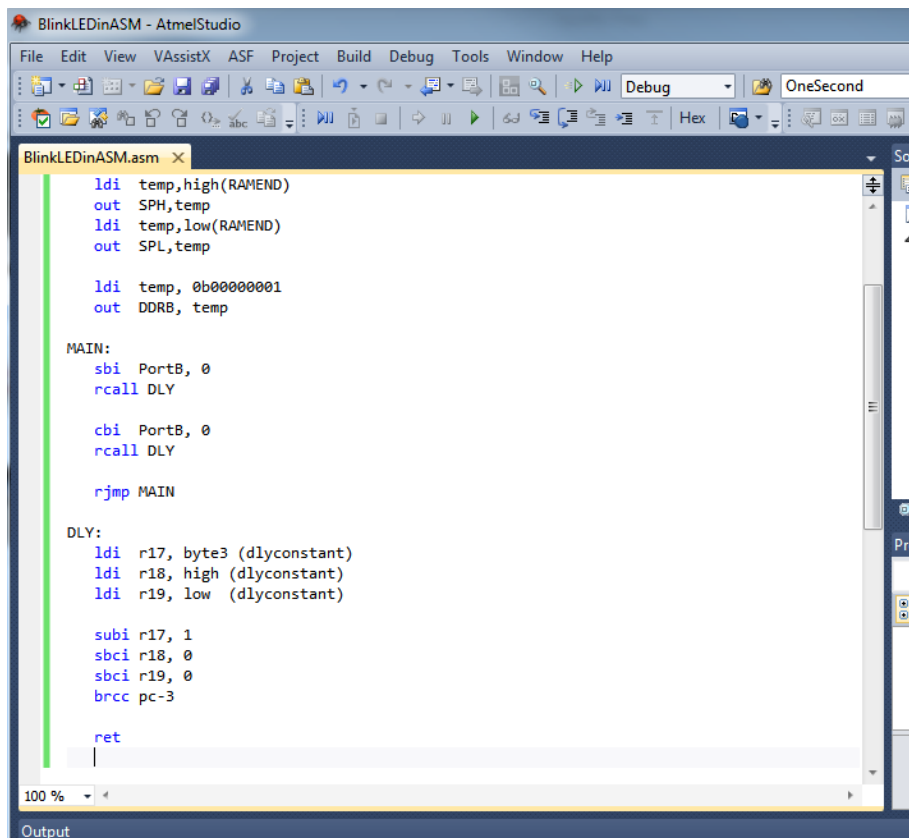 BlinkLEDinASM - AtmelStudio
File Edit View VAssistX ASF Project Build Debug Tools Window Help
Debug OneSecond
Hex
BlinkLEDinASM.asm
ldi temp,high(RAMEND)
out SPH,temp
ldi temp,low(RAMEND)
out SPL,temp
ldi temp, 0b00000001
out DDRB, temp
MAIN:
sbi PortB, 0
rcall DLY
cbi PortB, 0
rcall DLY
rjmp MAIN
DLY:
ldi r17, byte3 (dlyconstant)
ldi r18, high (dlyconstant)
ldi r19, low (dlyconstant)
subi r17, 1
sbci r18, 0
sbci r19, 0
brcc pc-3
ret
100 %
Output
So
Pr